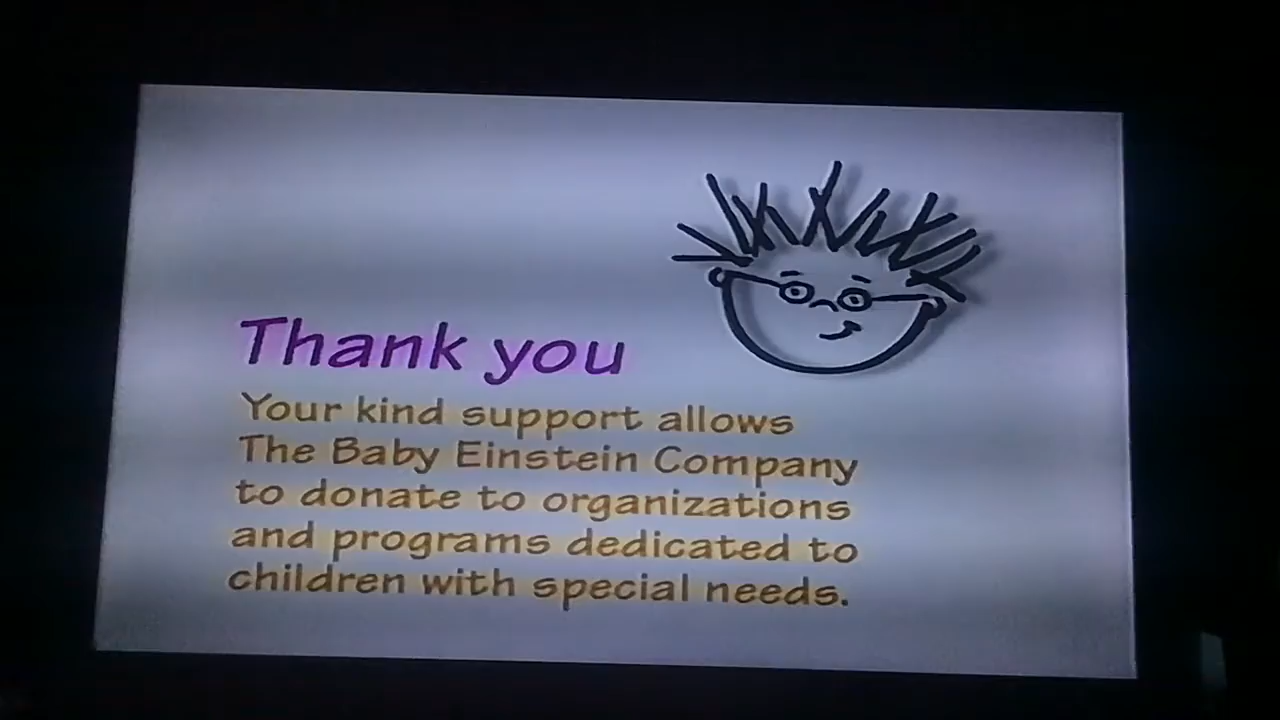 Thank you
Your kind support allows
The Baby Einstein Company
to donate to organizations
and programs dedicated to
children with special needs.